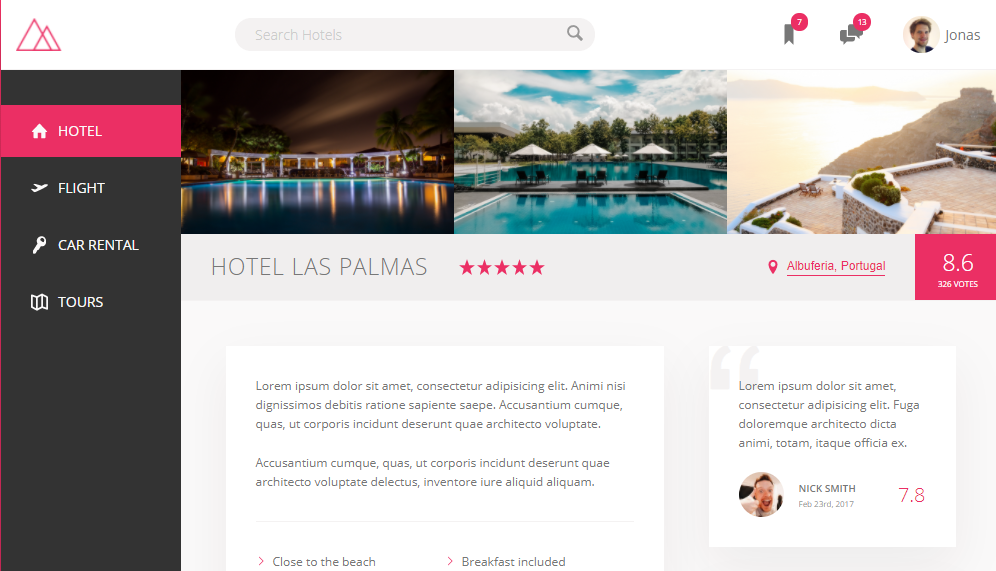 Search Hotels
7
13
Jonas
HOTEL
FLIGHT
CAR RENTAL
TOURS
HOTEL LAS PALMAS
Albuferia, Portugal
8.6
326 VOTES
Lorem ipsum dolor sit amet, consectetur adipisicing elit. Animi nisi
dignissimos debitis ratione sapiente saepe. Accusantium cumque,
quas, ut corporis incidunt deserunt quae architecto voluptate.
Accusantium cumque, quas, ut corporis incidunt deserunt quae
architecto voluptate delectus, inventore iure aliquid aliquam.
Close to the beach
Breakfast included
“
Lorem ipsum dolor sit amet,
consectetur adipisicing elit. Fuga
doloremque architecto dicta
animi, totam, itaque officia ex.
NICK SMITH
Feb 23rd, 2017
7.8